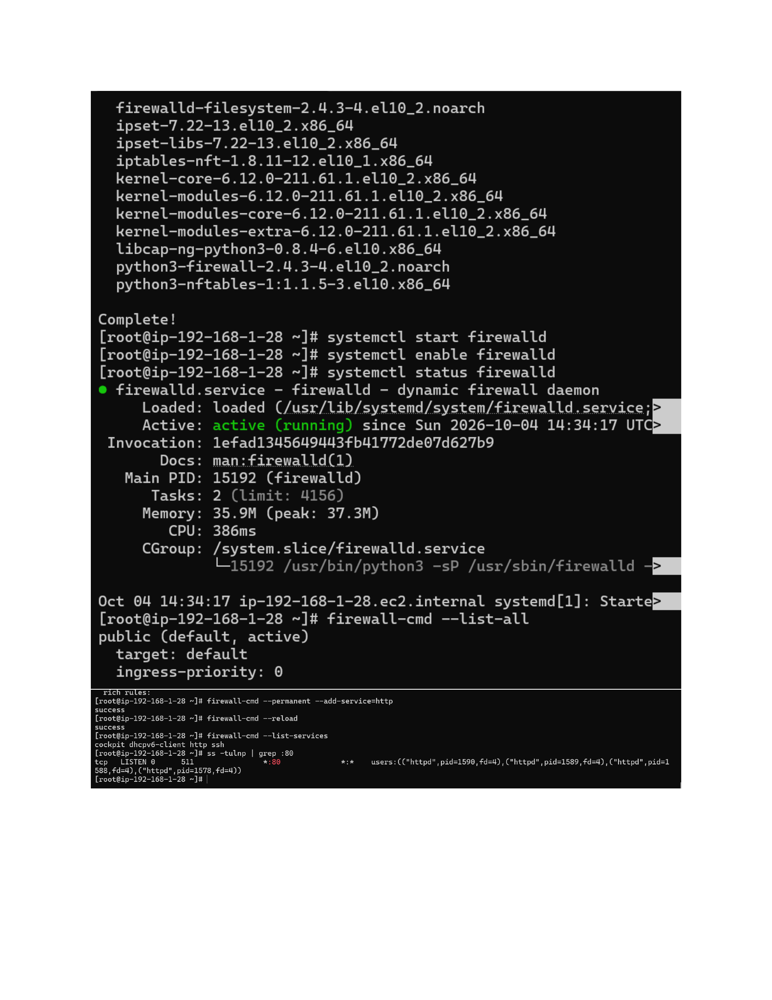 firewalld-filesystem-2.4.3-4.el10_2.noarch
ipset-7.22-13.el10_2.x86_64
ipset-libs-7.22-13.el10_2.x86_64
iptables-nft-1.8.11-12.el10_1.x86_64
kernel-core-6.12.0-211.61.1.el10_2.x86_64
kernel-modules-6.12.0-211.61.1.el10_2.x86_64
kernel-modules-core-6.12.0-211.61.1.el10_2.x86_64
kernel-modules-extra-6.12.0-211.61.1.el10_2.x86_64
libcap-ng-python3-0.8.4-6.el10.x86_64
python3-firewall-2.4.3-4.el10_2.noarch
python3-nftables-1:1.1.5-3.el10.x86_64
Complete!
[root@ip-192-168-1-28 ~]# systemctl start firewalld
[root@ip-192-168-1-28 ~]# systemctl enable firewalld
[root@ip-192-168-1-28 ~]# systemctl status firewalld
● firewalld.service - firewalld - dynamic firewall daemon
Loaded: loaded (/usr/lib/systemd/system/firewalld.service;>
Active: active (running) since Sun 2026-10-04 14:34:17 UTC>
Invocation: 1efad1345649443fb41772de07d627b9
Docs: man:firewalld(1)
Main PID: 15192 (firewalld)
Tasks: 2 (limit: 4156)
Memory: 35.9M (peak: 37.3M)
CPU: 386ms
CGroup: /system.slice/firewalld.service
└─15192 /usr/bin/python3 -sP /usr/sbin/firewalld ->
Oct 04 14:34:17 ip-192-168-1-28.ec2.internal systemd[1]: Starte>
[root@ip-192-168-1-28 ~]# firewall-cmd --list-all
public (default, active)
target: default
ingress-priority: 0
rich rules:
[root@ip-192-168-1-28 ~]# firewall-cmd --permanent --add-service=http
success
[root@ip-192-168-1-28 ~]# firewall-cmd --reload
success
[root@ip-192-168-1-28 ~]# firewall-cmd --list-services
cockpit dhcpv6-client http ssh
[root@ip-192-168-1-28 ~]# ss -tulnp | grep :80
tcp LISTEN 0 511 *:80 *:* users:(("httpd",pid=1590,fd=4),("httpd",pid=1589,fd=4),("httpd",pid=1
588,fd=4),("httpd",pid=1578,fd=4))
[root@ip-192-168-1-28 ~]#